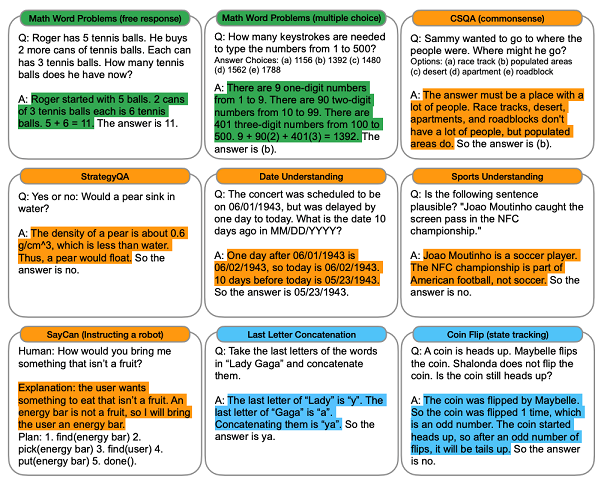 Math Word Problems (free response)
Q: Roger has 5 tennis balls. He buys
2 more cans of tennis balls. Each can
has 3 tennis balls. How many tennis
balls does he have now?
A: Roger started with 5 balls. 2 cans
of 3 tennis balls each is 6 tennis
balls. 5 + 6 = 11. The answer is 11.
Math Word Problems (multiple choice)
Q: How many keystrokes are needed
to type the numbers from 1 to 500?
Answer Choices: (a) 1156 (b) 1392 (c) 1480
(d) 1562 (e) 1788
A: There are 9 one-digit numbers
from 1 to 9. There are 90 two-digit
numbers from 10 to 99. There are
401 three-digit numbers from 100 to
500. 9 + 90(2) + 401(3) = 1392. The
answer is (b).
CSQA (commonsense)
Q: Sammy wanted to go to where the
people were. Where might he go?
Options: (a) race track (b) populated areas
(c) desert (d) apartment (e) roadblock
A: The answer must be a place with a
lot of people. Race tracks, desert,
apartments, and roadblocks don't
have a lot of people, but populated
areas do. So the answer is (b).
StrategyQA
Q: Yes or no: Would a pear sink in
water?
A: The density of a pear is about 0.6
g/cm^3, which is less than water.
Thus, a pear would float. So the
answer is no.
Date Understanding
Q: The concert was scheduled to be
on 06/01/1943, but was delayed by
one day to today. What is the date 10
days ago in MM/DD/YYYY?
A: One day after 06/01/1943 is
06/02/1943, so today is 06/02/1943.
10 days before today is 05/23/1943.
So the answer is 05/23/1943.
Sports Understanding
Q: Is the following sentence
plausible? "Joao Moutinho caught the
screen pass in the NFC
championship."
A: Joao Moutinho is a soccer player.
The NFC championship is part of
American football, not soccer. So the
answer is no.
SayCan (Instructing a robot)
Human: How would you bring me
something that isn't a fruit?
Explanation: the user wants
something to eat that isn't a fruit. An
energy bar is not a fruit, so I will bring
the user an energy bar.
Plan: 1. find(energy bar) 2.
pick(energy bar) 3. find(user) 4.
put(energy bar) 5. done().
Last Letter Concatenation
Q: Take the last letters of the words
in "Lady Gaga" and concatenate
them.
A: The last letter of "Lady" is "y". The
last letter of "Gaga" is "a".
Concatenating them is "ya". So the
answer is ya.
Coin Flip (state tracking)
Q: A coin is heads up. Maybelle flips
the coin. Shalonda does not flip the
coin. Is the coin still heads up?
A: The coin was flipped by Maybelle.
So the coin was flipped 1 time, which
is an odd number. The coin started
heads up, so after an odd number of
flips, it will be tails up. So the answer
is no.